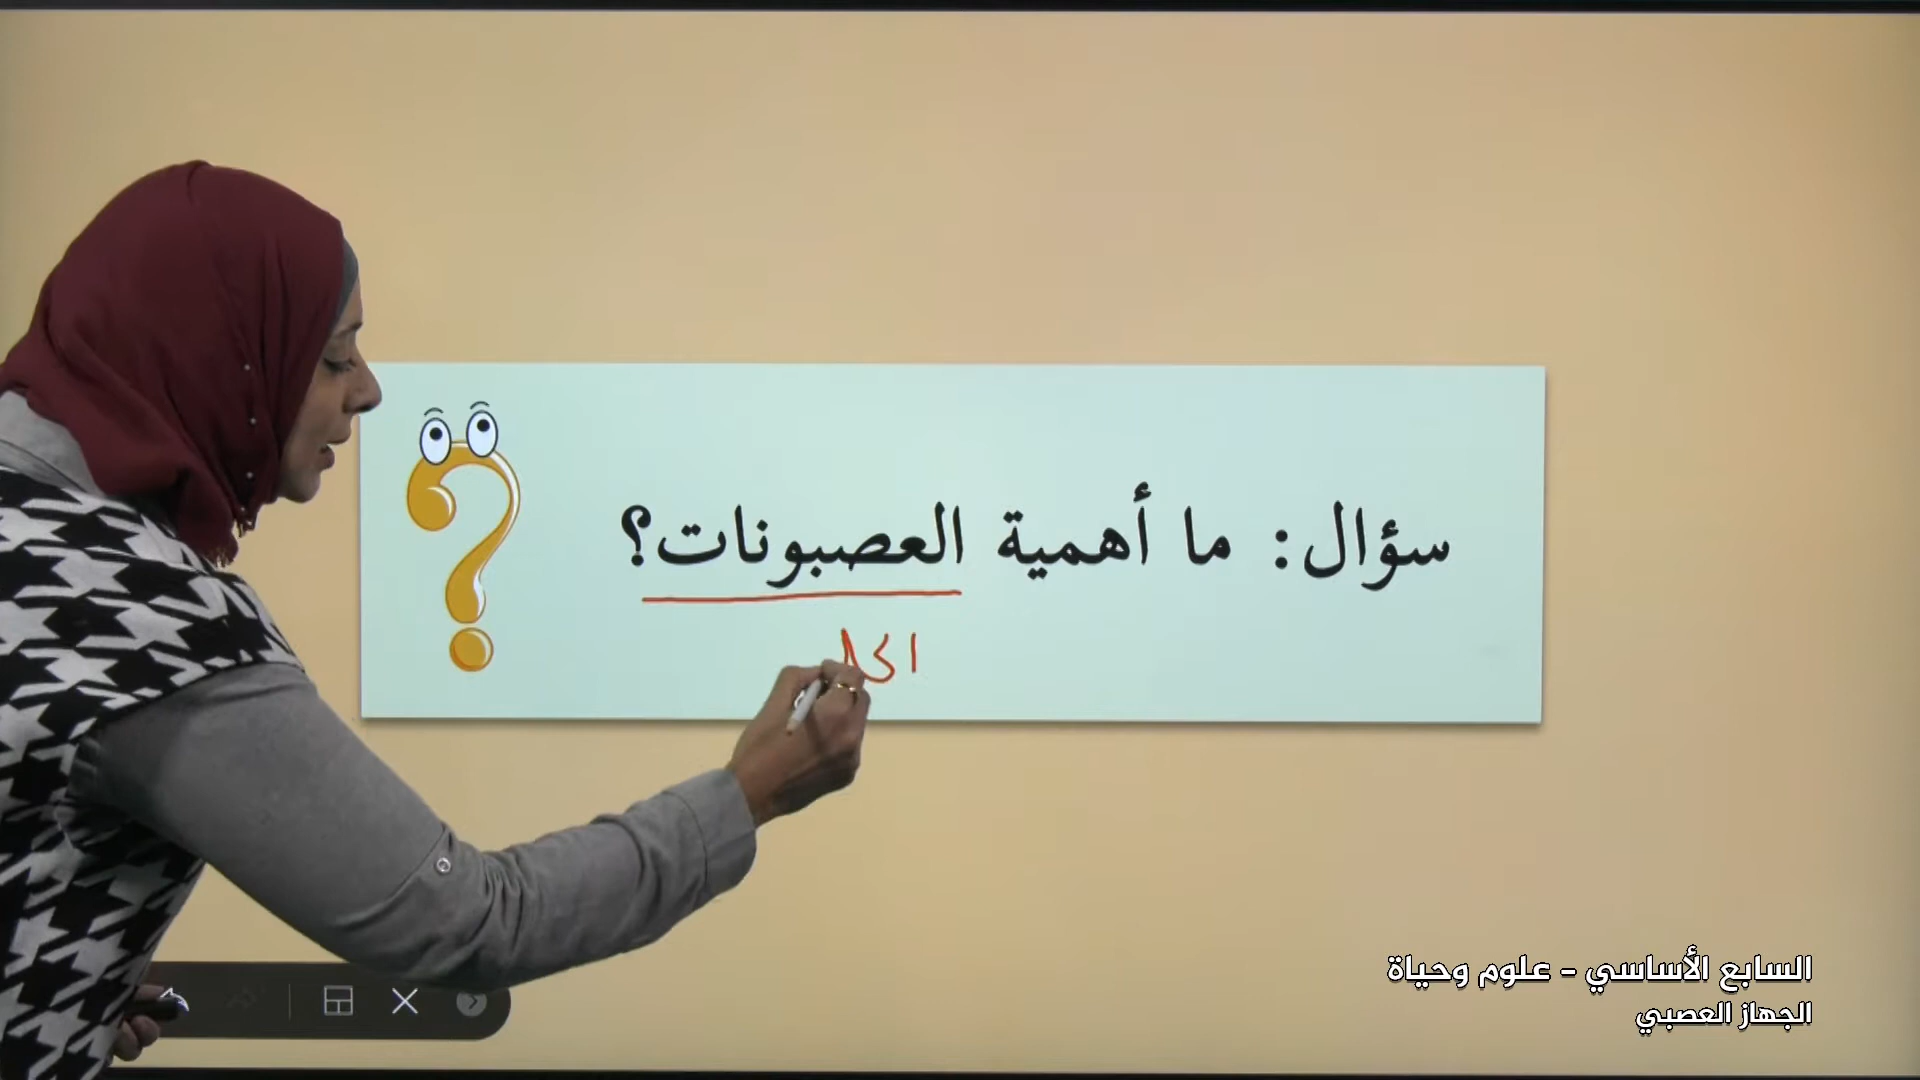 سؤال: ما أهمية العصبونات؟
السابع الأساسي - علوم وحياة
الجهاز العصبي